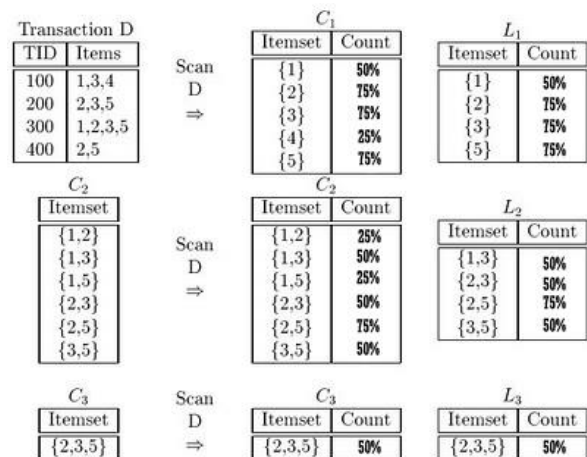 Transaction D
TID Items
100 1,3,4
200 2,3,5
300 1,2,3,5
400 2,5
Scan
D
⇒
C1
Itemset Count
{1} 50%
{2} 75%
{3} 75%
{4} 25%
{5} 75%
L1
Itemset Count
{1} 50%
{2} 75%
{3} 75%
{5} 75%
C2
Itemset
{1,2}
{1,3}
{1,5}
{2,3}
{2,5}
{3,5}
Scan
D
⇒
C2
Itemset Count
{1,2} 25%
{1,3} 50%
{1,5} 25%
{2,3} 50%
{2,5} 75%
{3,5} 50%
L2
Itemset Count
{1,3} 50%
{2,3} 50%
{2,5} 75%
{3,5} 50%
C3
Itemset
{2,3,5}
Scan
D
⇒
C3
Itemset Count
{2,3,5} 50%
L3
Itemset Count
{2,3,5} 50%